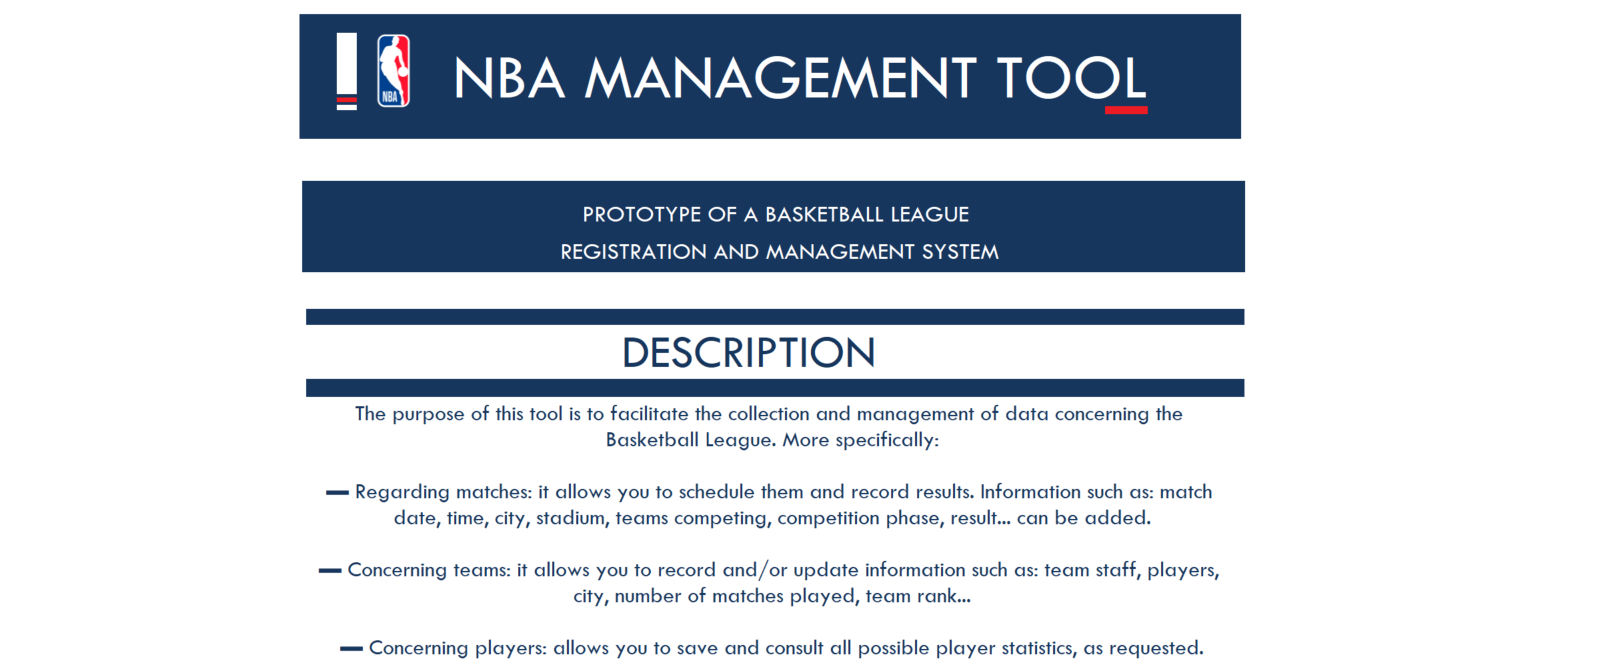 NBA
NBA MANAGEMENT TOOL
PROTOTYPE OF A BASKETBALL LEAGUE
REGISTRATION AND MANAGEMENT SYSTEM
DESCRIPTION
The purpose of this tool is to facilitate the collection and management of data concerning the
Basketball League. More specifically:
— Regarding matches: it allows you to schedule them and record results. Information such as: match
date, time, city, stadium, teams competing, competition phase, result... can be added.
— Concerning teams: it allows you to record and/or update information such as: team staff, players,
city, number of matches played, team rank...
— Concerning players: allows you to save and consult all possible player statistics, as requested.